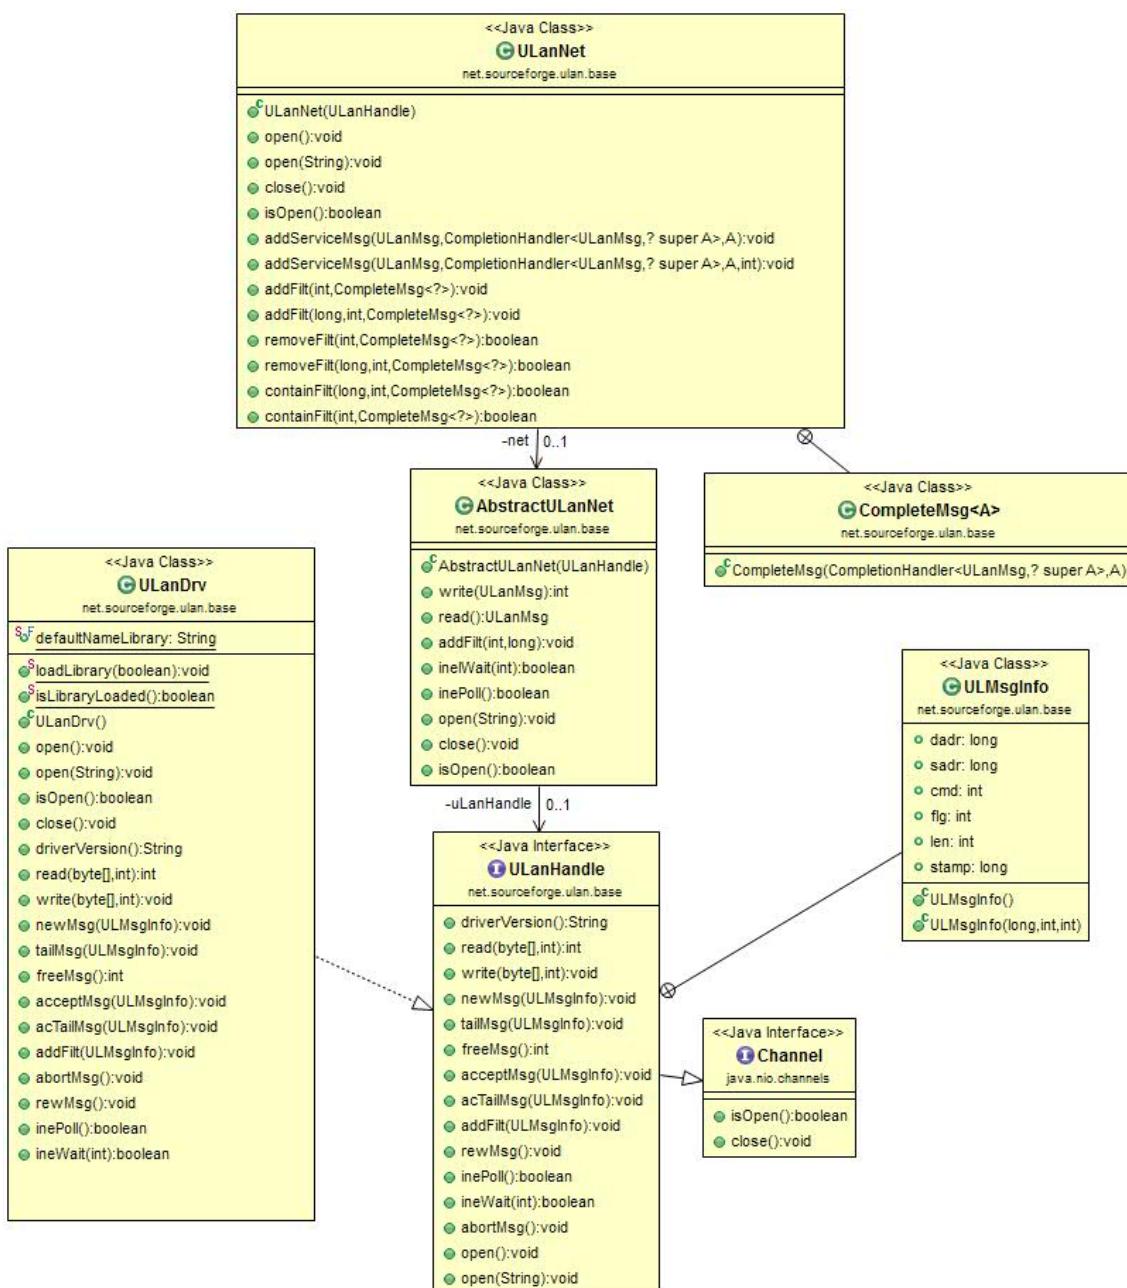 <<Java Class>>
ULanNet
net.sourceforge.ulan.base
ULanNet(ULanHandle)
open():void
open(String):void
close():void
isOpen():boolean
addServiceMsg(ULanMsg,CompletionHandler<ULanMsg,? super A>,A):void
addServiceMsg(ULanMsg,CompletionHandler<ULanMsg,? super A>,A,int):void
addFilt(int,CompleteMsg<?>):void
addFilt(long,int,CompleteMsg<?>):void
removeFilt(int,CompleteMsg<?>):boolean
removeFilt(long,int,CompleteMsg<?>):boolean
containFilt(long,int,CompleteMsg<?>):boolean
containFilt(int,CompleteMsg<?>):boolean
-net 0..1
<<Java Class>>
AbstractULanNet
net.sourceforge.ulan.base
AbstractULanNet(ULanHandle)
write(ULanMsg):int
read():ULanMsg
addFilt(int,long):void
inelWait(int):boolean
inePoll():boolean
open(String):void
close():void
isOpen():boolean
<<Java Class>>
CompleteMsg<A>
net.sourceforge.ulan.base
CompleteMsg(CompletionHandler<ULanMsg,? super A>,A)
<<Java Class>>
ULanDrv
net.sourceforge.ulan.base
defaultNameLibrary: String
loadLibrary(boolean):void
isLibraryLoaded():boolean
ULanDrv()
open():void
open(String):void
isOpen():boolean
close():void
driverVersion():String
read(byte[],int):int
write(byte[],int):void
newMsg(ULMsgInfo):void
tailMsg(ULMsgInfo):void
freeMsg():int
acceptMsg(ULMsgInfo):void
acTailMsg(ULMsgInfo):void
addFilt(ULMsgInfo):void
abortMsg():void
rewMsg():void
inePoll():boolean
ineWait(int):boolean
<<Java Class>>
ULMsgInfo
net.sourceforge.ulan.base
dadr: long
sadr: long
cmd: int
flg: int
len: int
stamp: long
ULMsgInfo()
ULMsgInfo(long,int,int)
-uLanHandle 0..1
<<Java Interface>>
ULanHandle
net.sourceforge.ulan.base
driverVersion():String
read(byte[],int):int
write(byte[],int):void
newMsg(ULMsgInfo):void
tailMsg(ULMsgInfo):void
freeMsg():int
acceptMsg(ULMsgInfo):void
acTailMsg(ULMsgInfo):void
addFilt(ULMsgInfo):void
rewMsg():void
inePoll():boolean
ineWait(int):boolean
abortMsg():void
open():void
open(String):void
<<Java Interface>>
Channel
java.nio.channels
isOpen():boolean
close():void